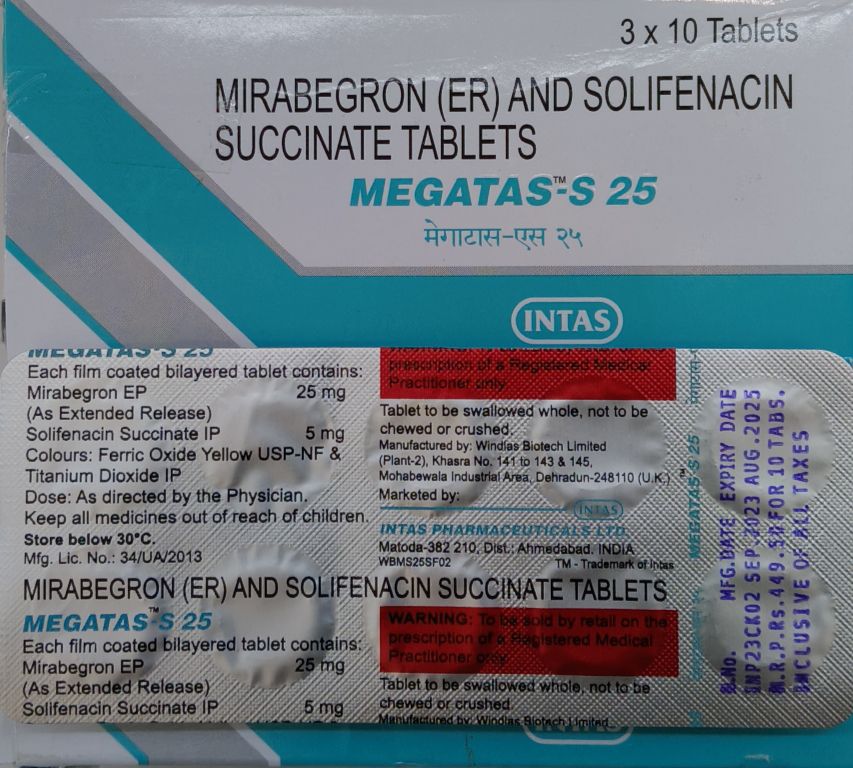 3 x 10 Tablets
MIRABEGRON (ER) AND SOLIFENACIN
SUCCINATE TABLETS
MEGATAS™-S 25
मेगाटास-एस २५
INTAS
MEGATAS-S 25
Each film coated bilayered tablet contains:
Mirabegron EP 25 mg
(As Extended Release)
Solifenacin Succinate IP 5 mg
Colours: Ferric Oxide Yellow USP-NF &
Titanium Dioxide IP
Dose: As directed by the Physician.
Keep all medicines out of reach of children.
Store below 30°C.
Mfg. Lic. No.: 34/UA/2013
prescription of a Registered Medical
Practitioner only.
Tablet to be swallowed whole, not to be
chewed or crushed.
Manufactured by: Windlas Biotech Limited
(Plant-2), Khasra No. 141 to 143 & 145,
Mohabewala Industrial Area, Dehradun-248110 (U.K.)
Marketed by:
INTAS
INTAS PHARMACEUTICALS LTD.
Matoda-382 210, Dist.: Ahmedabad. INDIA
WBMS25SF02 TM - Trademark of Intas
MIRABEGRON (ER) AND SOLIFENACIN SUCCINATE TABLETS
MEGATAS™-S 25
Each film coated bilayered tablet contains:
Mirabegron EP 25 mg
(As Extended Release)
Solifenacin Succinate IP 5 mg
WARNING: To be sold by retail on the
prescription of a Registered Medical
Practitioner only.
Tablet to be swallowed whole, not to be
chewed or crushed.
Manufactured by: Windlas Biotech Limited
MEGATAS-S 25
B.No. MFG.DATE EXPIRY DATE
SEP.2023 AUG.2025
M.R.P.Rs.449.50FOR 10 TABS.
INCLUSIVE OF ALL TAXES